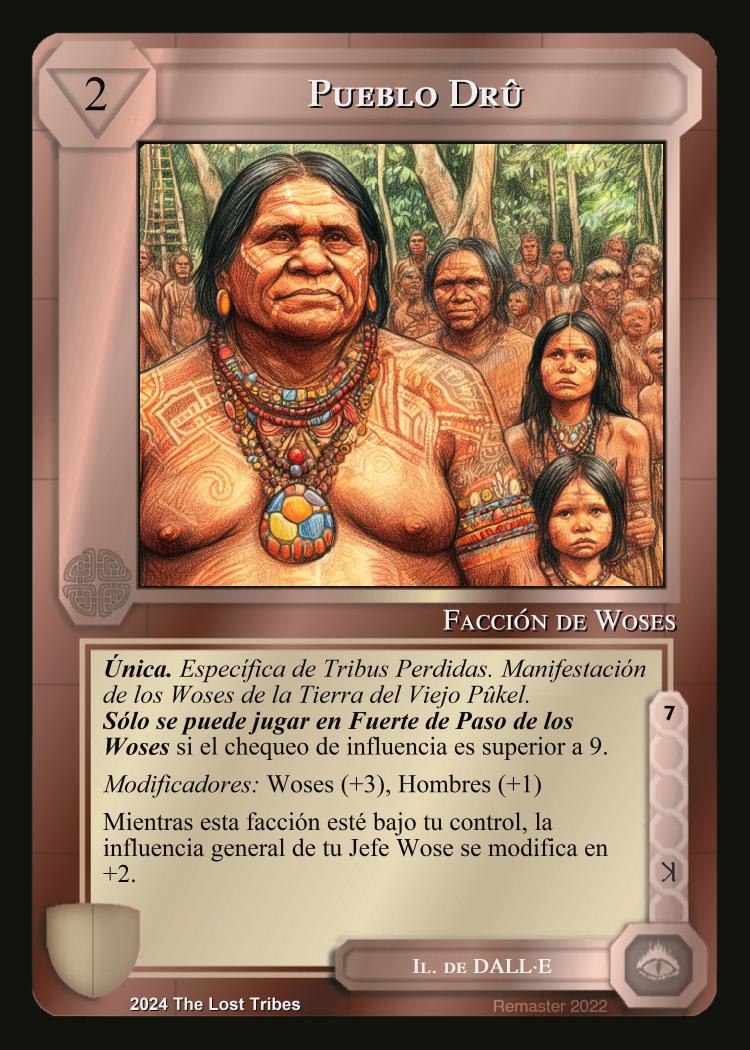 2
Pueblo Drû
Facción de Woses
Única. Específica de Tribus Perdidas. Manifestación
de los Woses de la Tierra del Viejo Pûkel.
Sólo se puede jugar en Fuerte de Paso de los
Woses si el chequeo de influencia es superior a 9.
Modificadores: Woses (+3), Hombres (+1)
Mientras esta facción esté bajo tu control, la
influencia general de tu Jefe Wose se modifica en
+2.
7
Il. de DALL·E
2024 The Lost Tribes
Remaster 2022